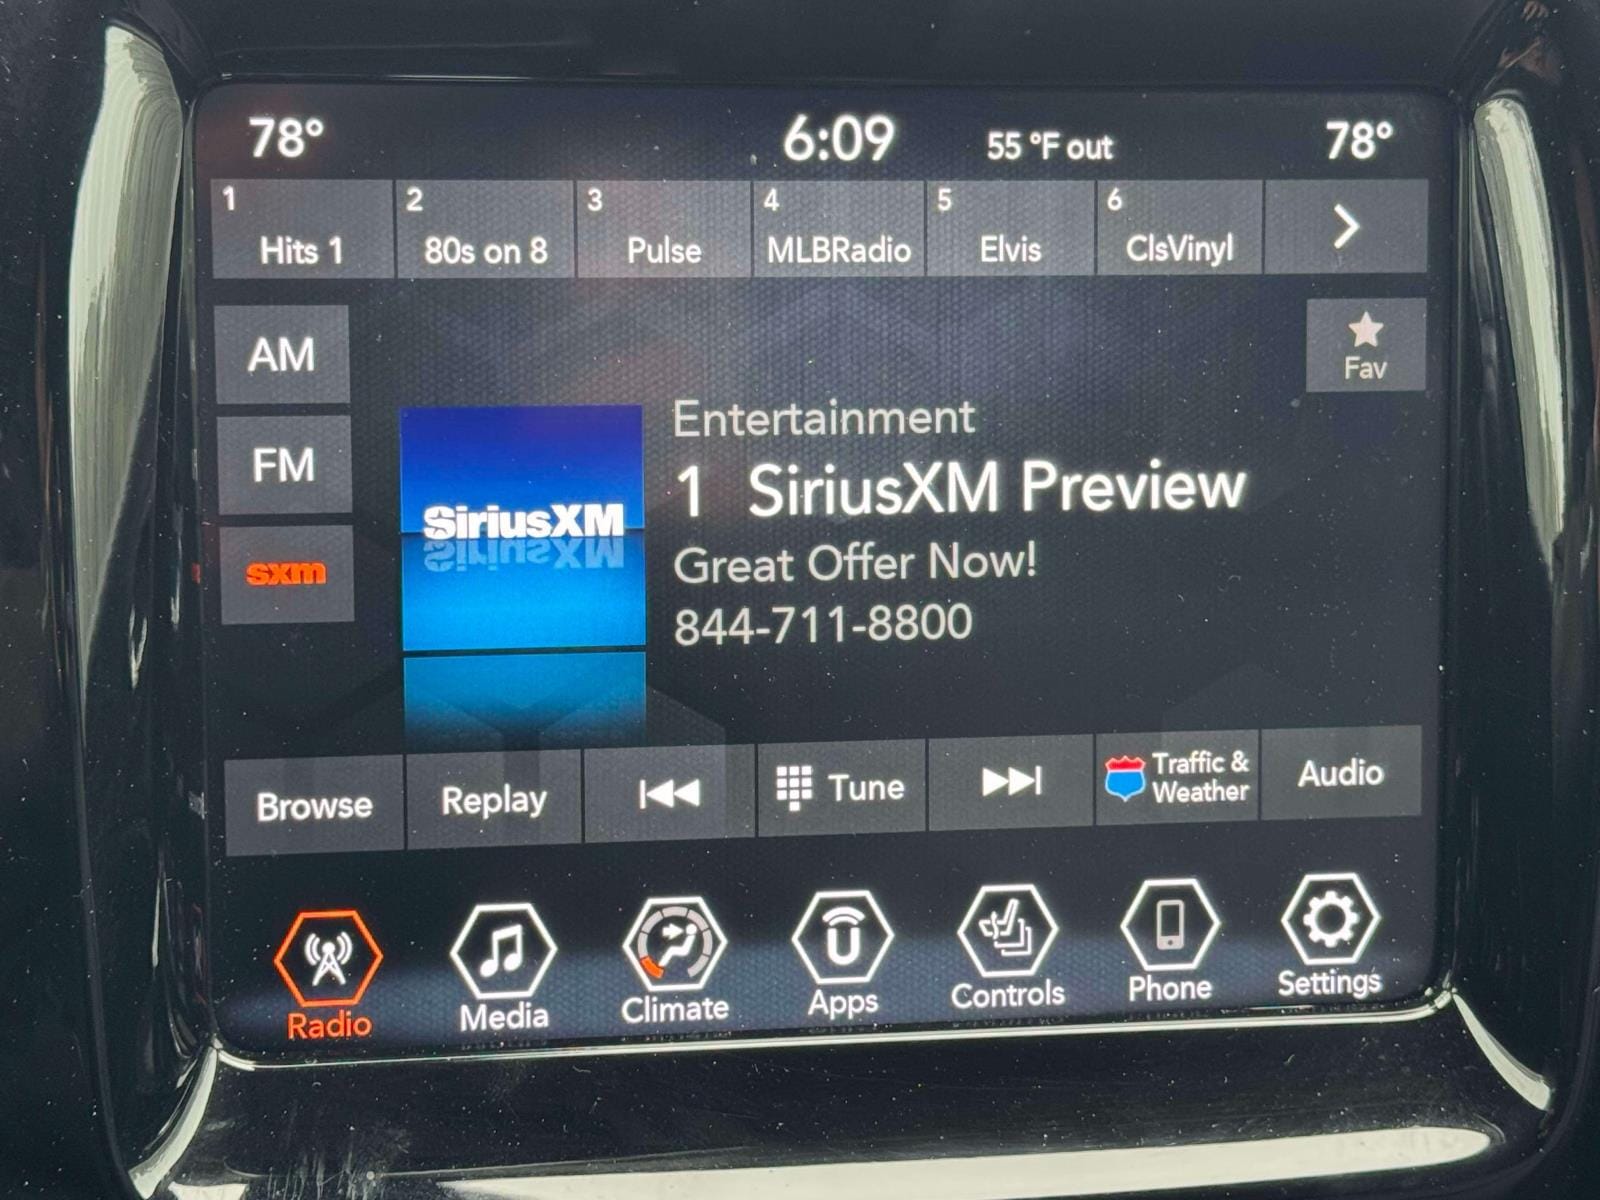 78° 6:09 55 °F out 78°
1 2 3 4 5 6
Hits 1 80s on 8 Pulse MLBRadio Elvis ClsVinyl
AM
Fav
FM
sxm
SiriusXM
Entertainment
1 SiriusXM Preview
Great Offer Now!
844-711-8800
Browse Replay Tune Traffic & Audio
Weather
Radio Media Climate Apps Controls Phone Settings